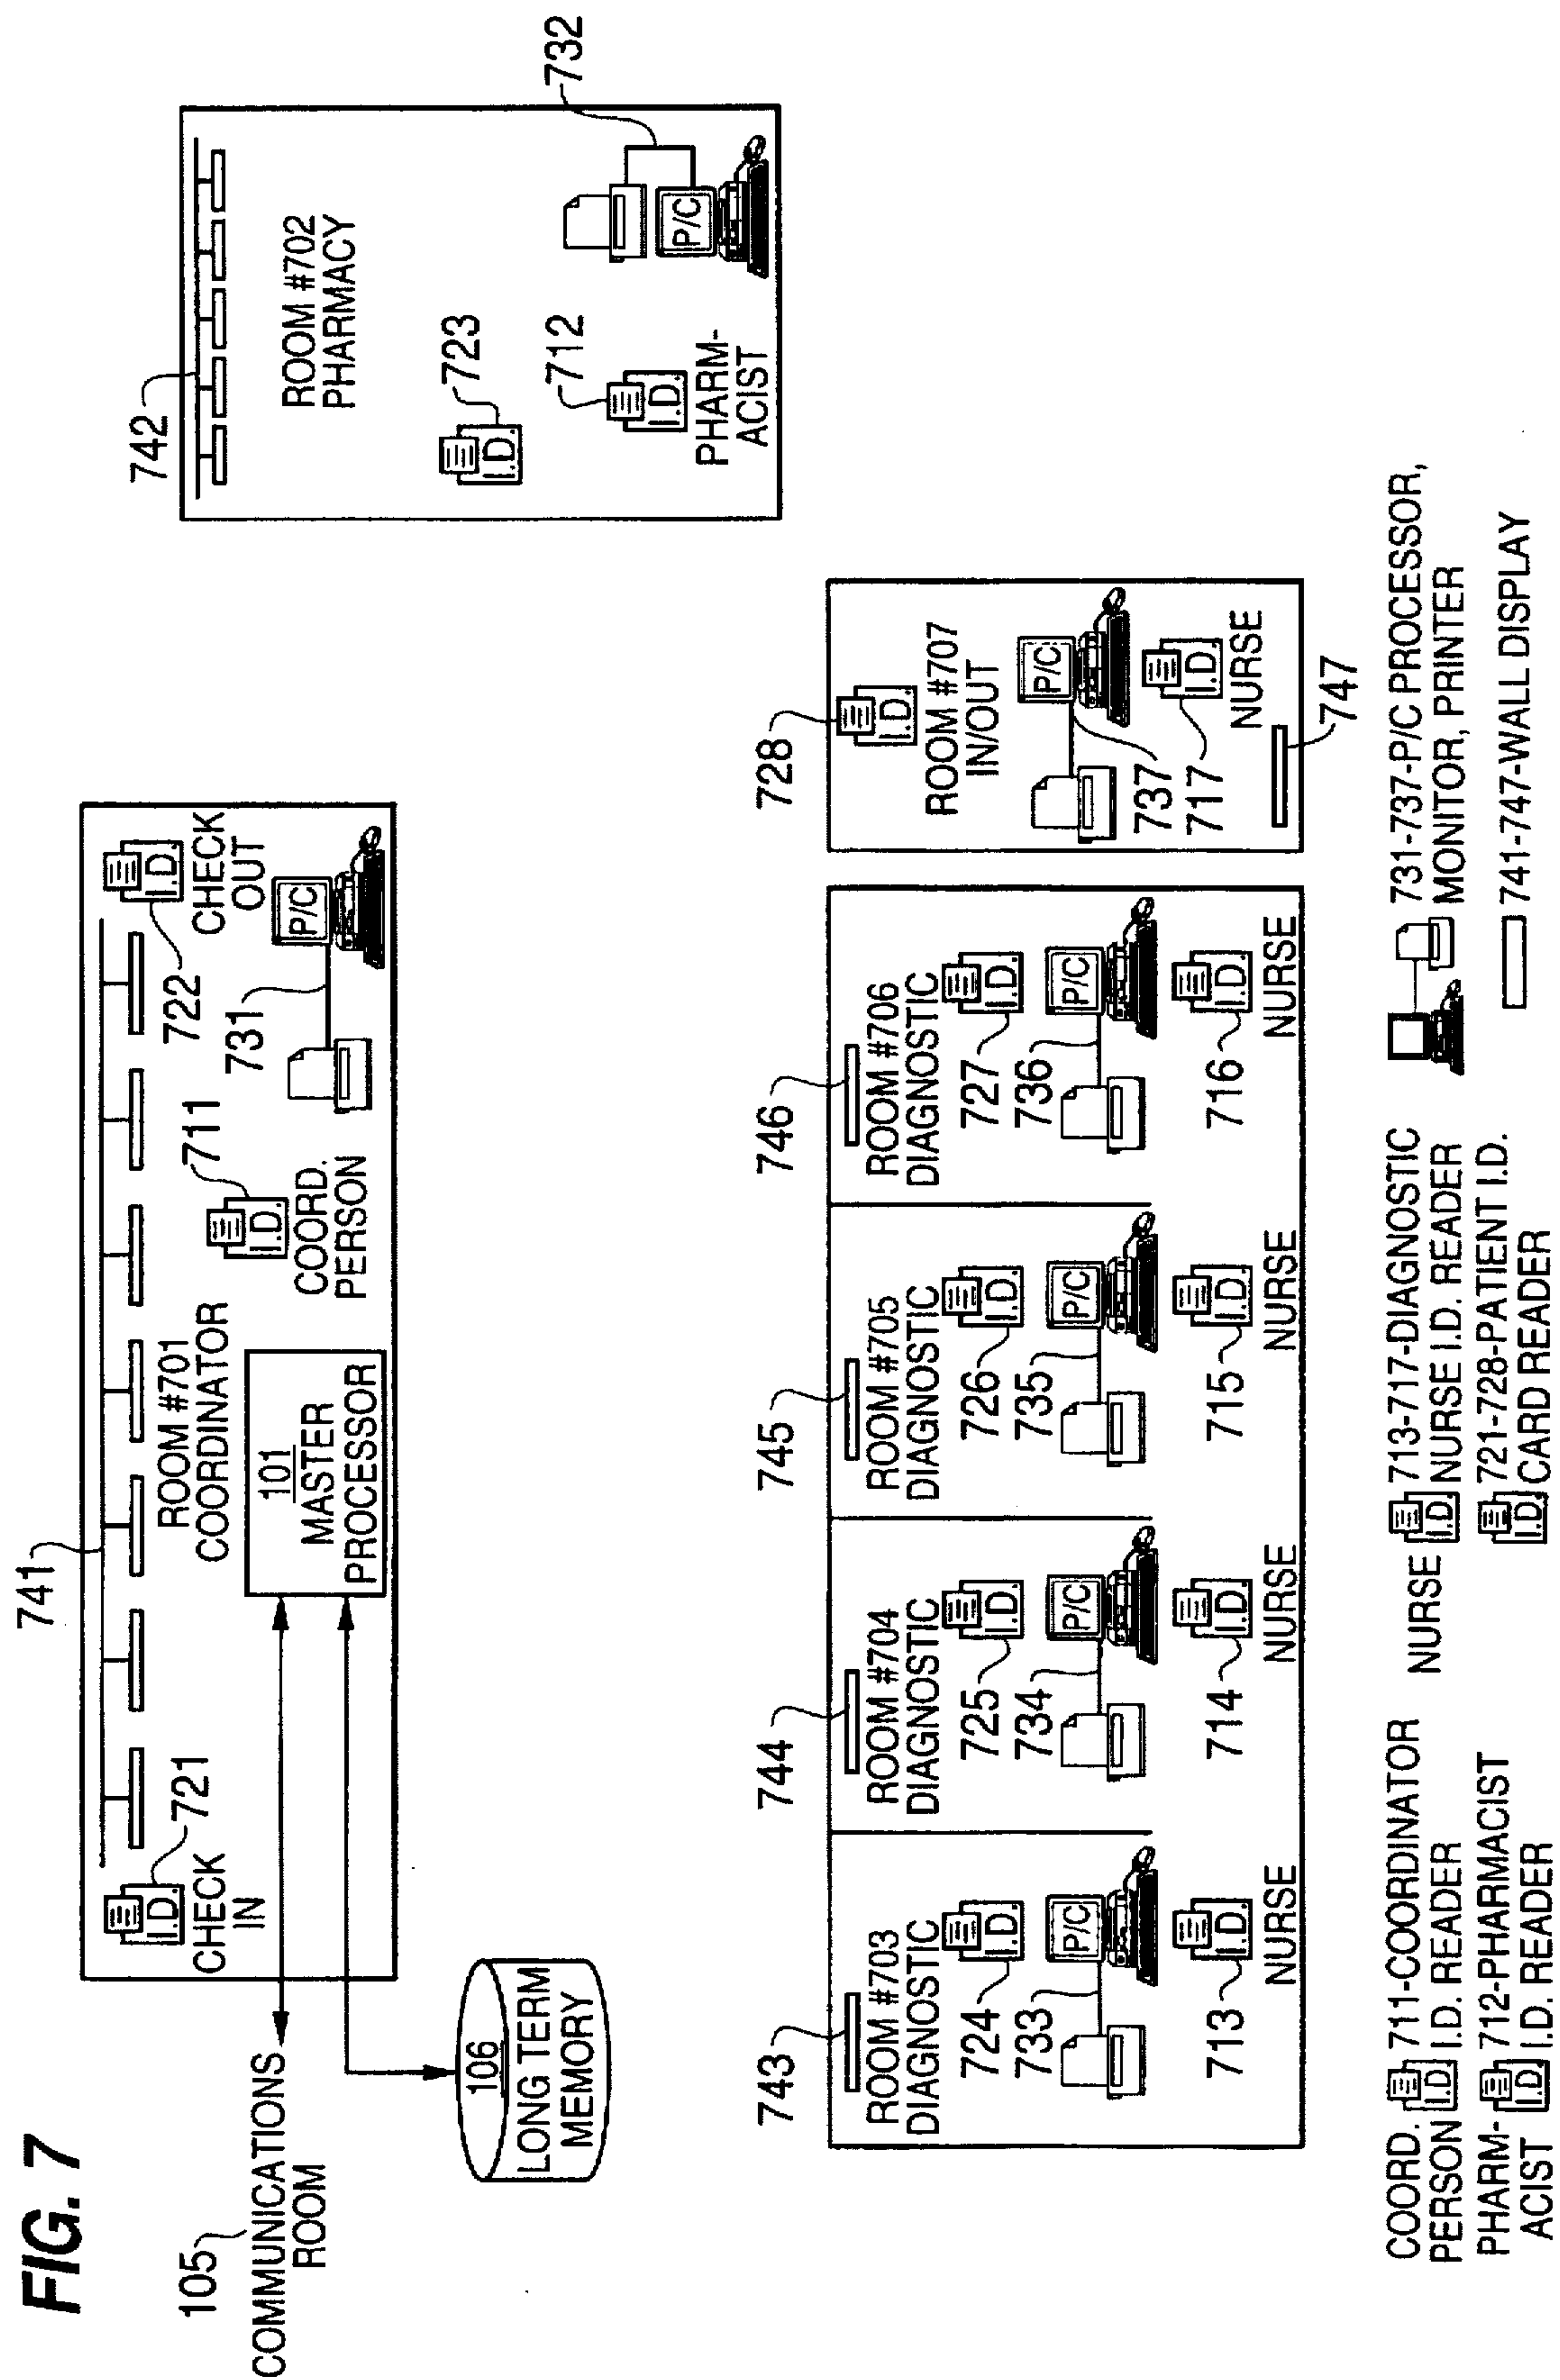 FIG. 7
105
COMMUNICATIONS
ROOM
106
LONG TERM
MEMORY
741
721
CHECK
IN
I.D.
ROOM #701
COORDINATOR
101
MASTER
PROCESSOR
711
I.D.
COORD.
PERSON
722
I.D.
CHECK
OUT
731
P/C
742
ROOM #702
PHARMACY
723
I.D.
712
I.D.
PHARM-
ACIST
732
P/C
743
ROOM #703
DIAGNOSTIC
724
I.D.
733
P/C
713
I.D.
NURSE
744
ROOM #704
DIAGNOSTIC
725
I.D.
734
P/C
714
I.D.
NURSE
745
ROOM #705
DIAGNOSTIC
726
I.D.
735
P/C
715
I.D.
NURSE
746
ROOM #706
DIAGNOSTIC
727
I.D.
736
P/C
716
I.D.
NURSE
728
I.D.
ROOM #707
IN/OUT
P/C
737
717
I.D.
NURSE
747
COORD. 711-COORDINATOR
PERSON I.D. I.D. READER
PHARM- 712-PHARMACIST
ACIST I.D. I.D. READER
713-717-DIAGNOSTIC
NURSE I.D. NURSE I.D. READER
721-728-PATIENT I.D.
I.D. CARD READER
731-737-P/C PROCESSOR,
MONITOR, PRINTER
741-747-WALL DISPLAY